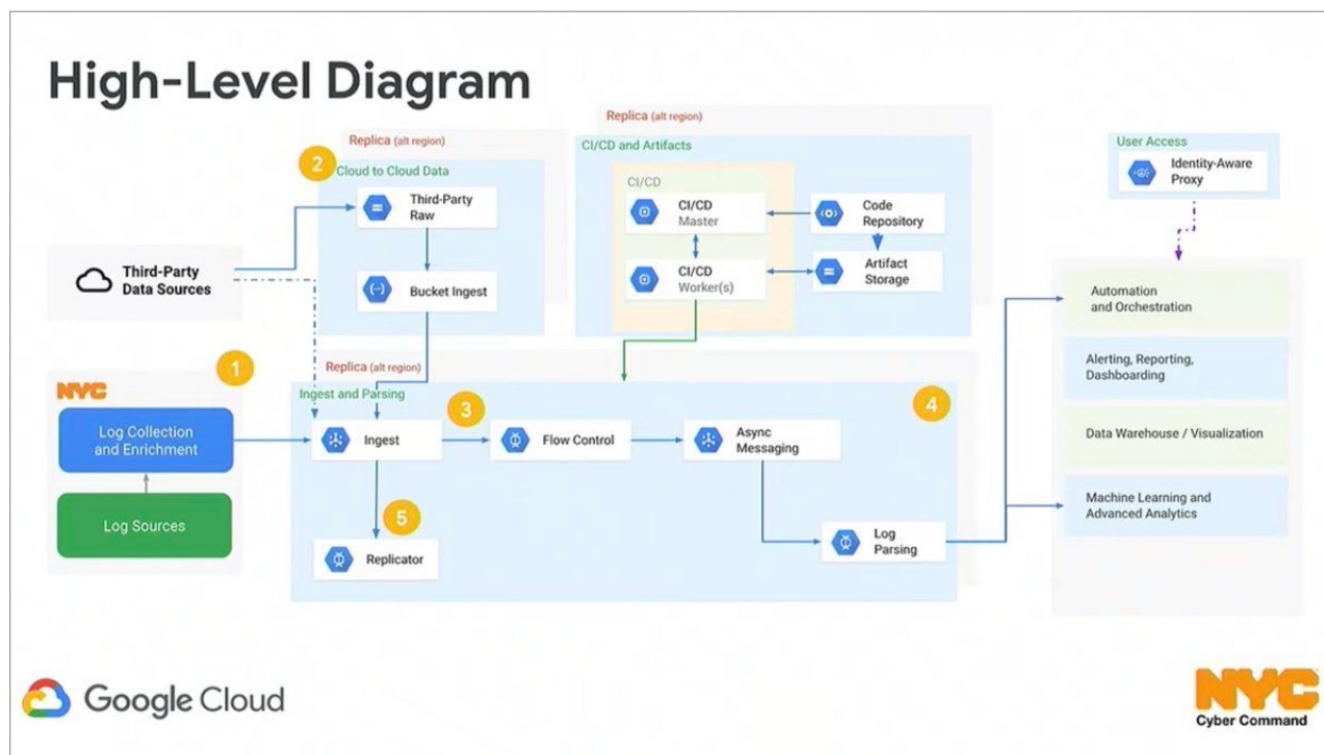 High-Level Diagram
Replica (alt region)
2
Cloud to Cloud Data
Third-Party
Raw
Bucket Ingest
Third-Party
Data Sources
Replica (alt region)
CI/CD and Artifacts
CI/CD
CI/CD
Master
CI/CD
Worker(s)
Code
Repository
Artifact
Storage
User Access
Identity-Aware
Proxy
Automation
and Orchestration
Alerting, Reporting,
Dashboarding
Data Warehouse / Visualization
Machine Learning and
Advanced Analytics
1
NYC
Log Collection
and Enrichment
Log Sources
Replica (alt region)
Ingest and Parsing
3
4
Ingest
Flow Control
Async
Messaging
5
Replicator
Log
Parsing
Google Cloud
NYC
Cyber Command